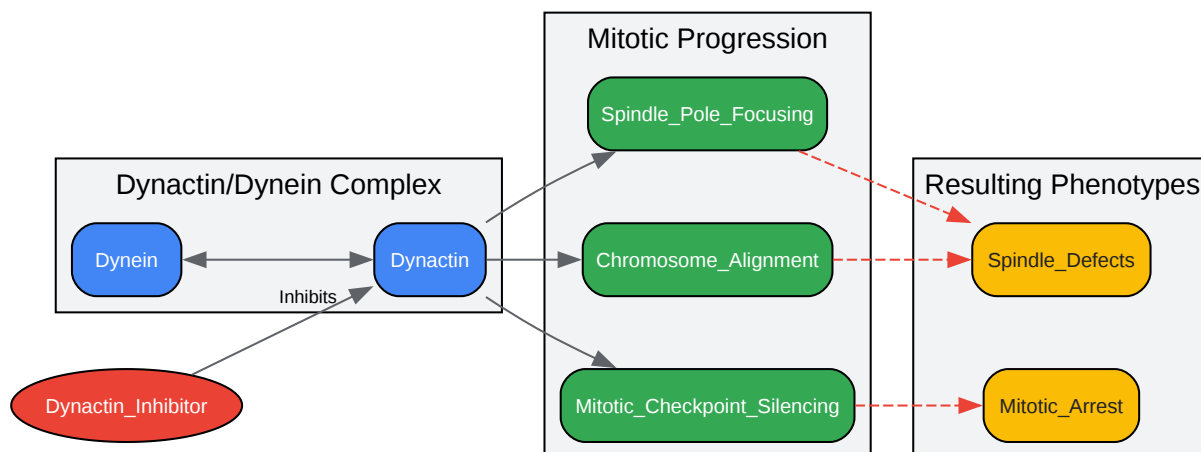 Mitotic Progression
Spindle_Pole_Focusing
Dynactin/Dynein Complex
Resulting Phenotypes
Dynein
Dynactin
Chromosome_Alignment
Spindle_Defects
Inhibits
Dynactin_Inhibitor
Mitotic_Checkpoint_Silencing
Mitotic_Arrest